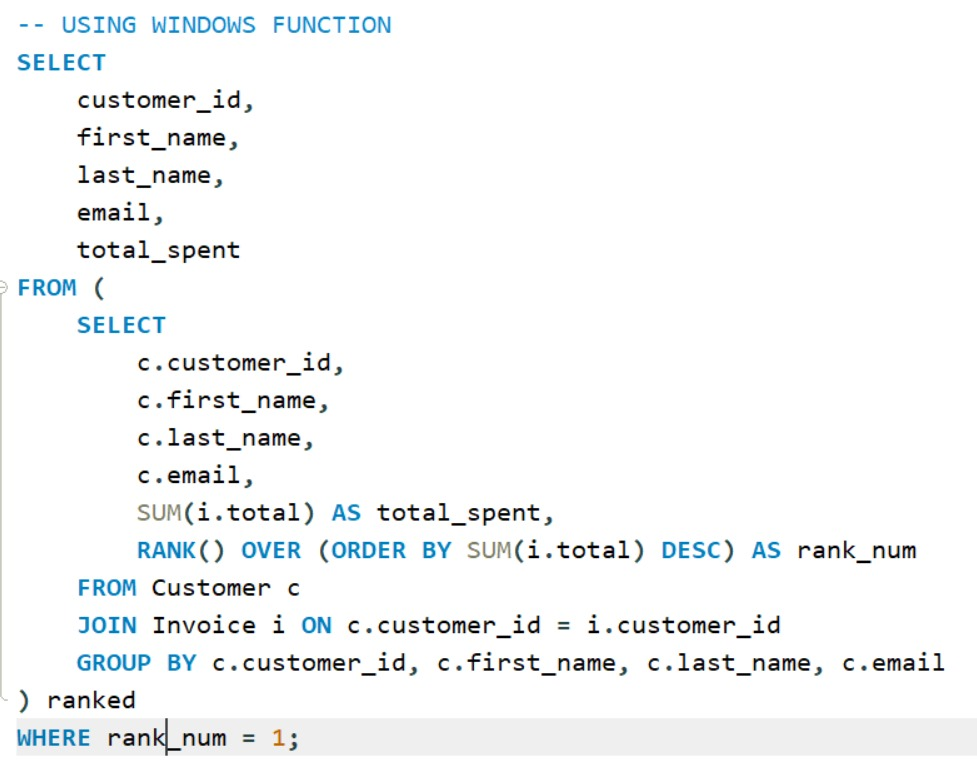 -- USING WINDOWS FUNCTION
SELECT
    customer_id,
    first_name,
    last_name,
    email,
    total_spent
FROM (
    SELECT
        c.customer_id,
        c.first_name,
        c.last_name,
        c.email,
        SUM(i.total) AS total_spent,
        RANK() OVER (ORDER BY SUM(i.total) DESC) AS rank_num
    FROM Customer c
    JOIN Invoice i ON c.customer_id = i.customer_id
    GROUP BY c.customer_id, c.first_name, c.last_name, c.email
) ranked
WHERE rank_num = 1;